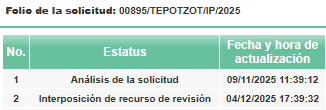 Folio de la solicitud: 00895/TEPOTZOT/IP/2025
No. Estatus Fecha y hora de actualización
1 Análisis de la solicitud 09/11/2025 11:39:12
2 Interposición de recurso de revisión 04/12/2025 17:39:32